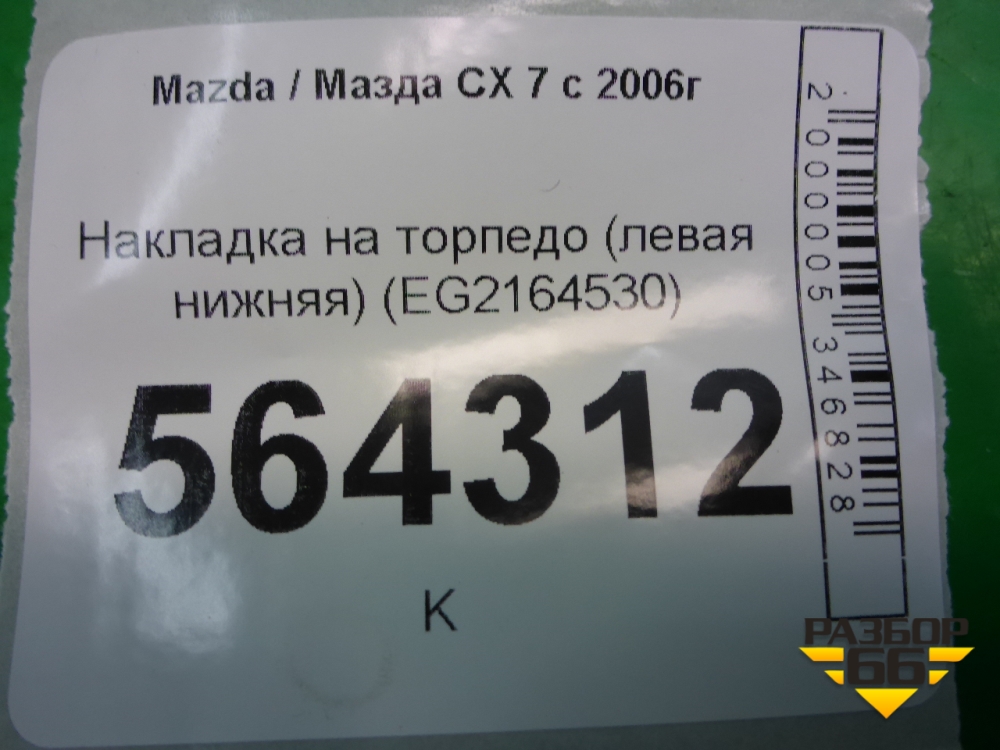 Mazda / Мазда CX 7 с 2006г
Накладка на торпедо (левая
нижняя) (EG2164530)
564312
К
2000005346828
РАЗБОР
66